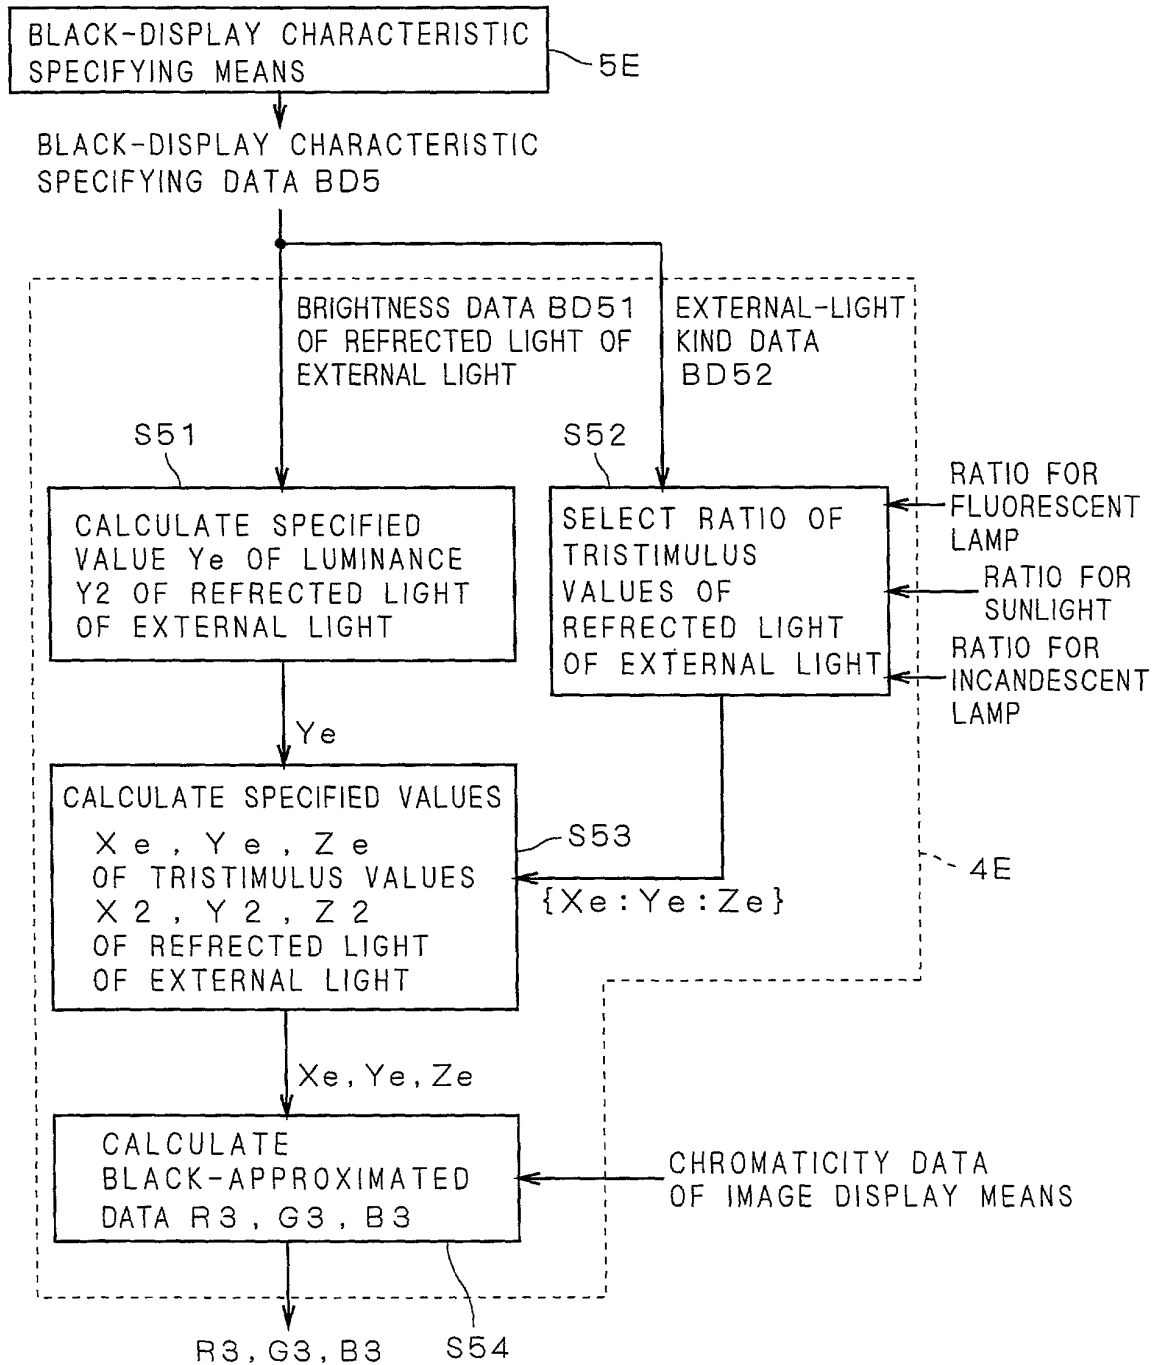 BLACK-DISPLAY CHARACTERISTIC
SPECIFYING MEANS
5E
BLACK-DISPLAY CHARACTERISTIC
SPECIFYING DATA BD5
BRIGHTNESS DATA BD51
OF REFRECTED LIGHT OF
EXTERNAL LIGHT
EXTERNAL-LIGHT
KIND DATA
BD52
S51
S52
CALCULATE SPECIFIED
VALUE Ye OF LUMINANCE
Y2 OF REFRECTED LIGHT
OF EXTERNAL LIGHT
SELECT RATIO OF
TRISTIMULUS
VALUES OF
REFRECTED LIGHT
OF EXTERNAL LIGHT
RATIO FOR
FLUORESCENT
LAMP
RATIO FOR
SUNLIGHT
RATIO FOR
INCANDESCENT
LAMP
Ye
CALCULATE SPECIFIED VALUES
Xe, Ye, Ze
OF TRISTIMULUS VALUES
X2, Y2, Z2
OF REFRECTED LIGHT
OF EXTERNAL LIGHT
S53
{Xe:Ye:Ze}
4E
Xe, Ye, Ze
CALCULATE
BLACK-APPROXIMATED
DATA R3, G3, B3
CHROMATICITY DATA
OF IMAGE DISPLAY MEANS
R3, G3, B3
S54